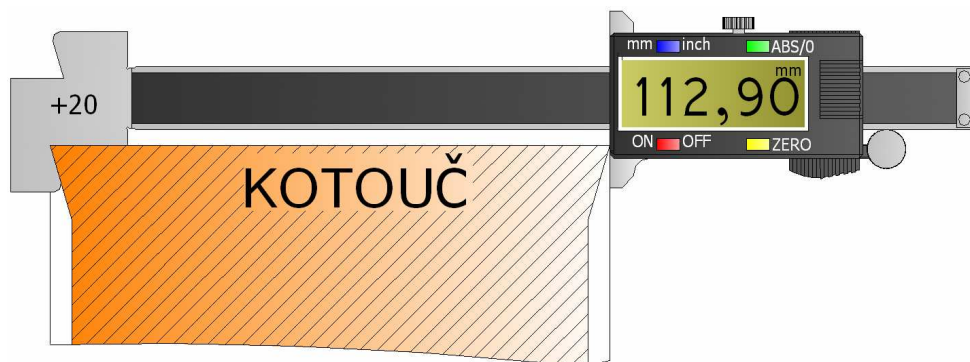 mm inch ABS/0
+20
112,90 mm
ON OFF ZERO
KOTOUČ